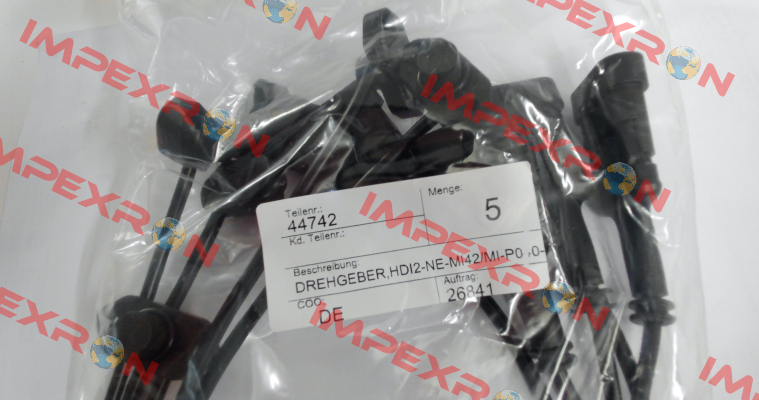 IMPEXRON
IMPEXRON
IMPEXRON
IMPEXRON
Teilenr.:
44742
Menge:
5
Kd. Teilenr.:
Beschreibung:
DREHGEBER,HDI2-NE-MI42/MI-P0
COO
DE
Auftrag:
26841
IMPEXRON
IMPEXRON
IMPEXRON
IMPEXRON